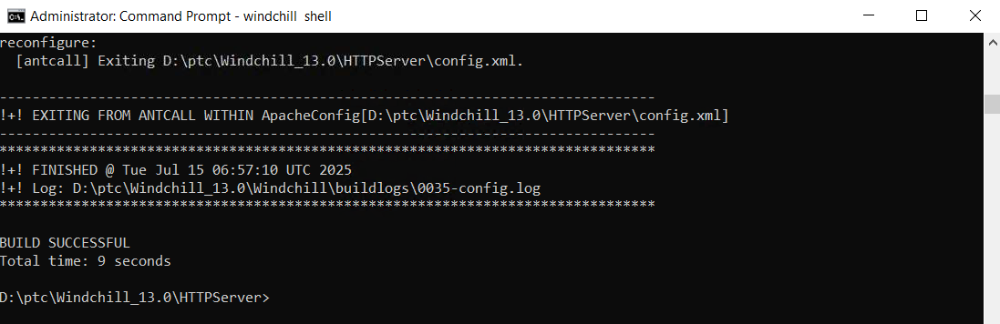 Administrator: Command Prompt - windchill  shell
reconfigure:
  [antcall] Exiting D:\ptc\Windchill_13.0\HTTPServer\config.xml.
--------------------------------------------------------------------------------
!+! EXITING FROM ANTCALL WITHIN ApacheConfig[D:\ptc\Windchill_13.0\HTTPServer\config.xml]
--------------------------------------------------------------------------------
********************************************************************************
!+! FINISHED @ Tue Jul 15 06:57:10 UTC 2025
!+! Log: D:\ptc\Windchill_13.0\Windchill\buildlogs\0035-config.log
********************************************************************************
BUILD SUCCESSFUL
Total time: 9 seconds
D:\ptc\Windchill_13.0\HTTPServer>